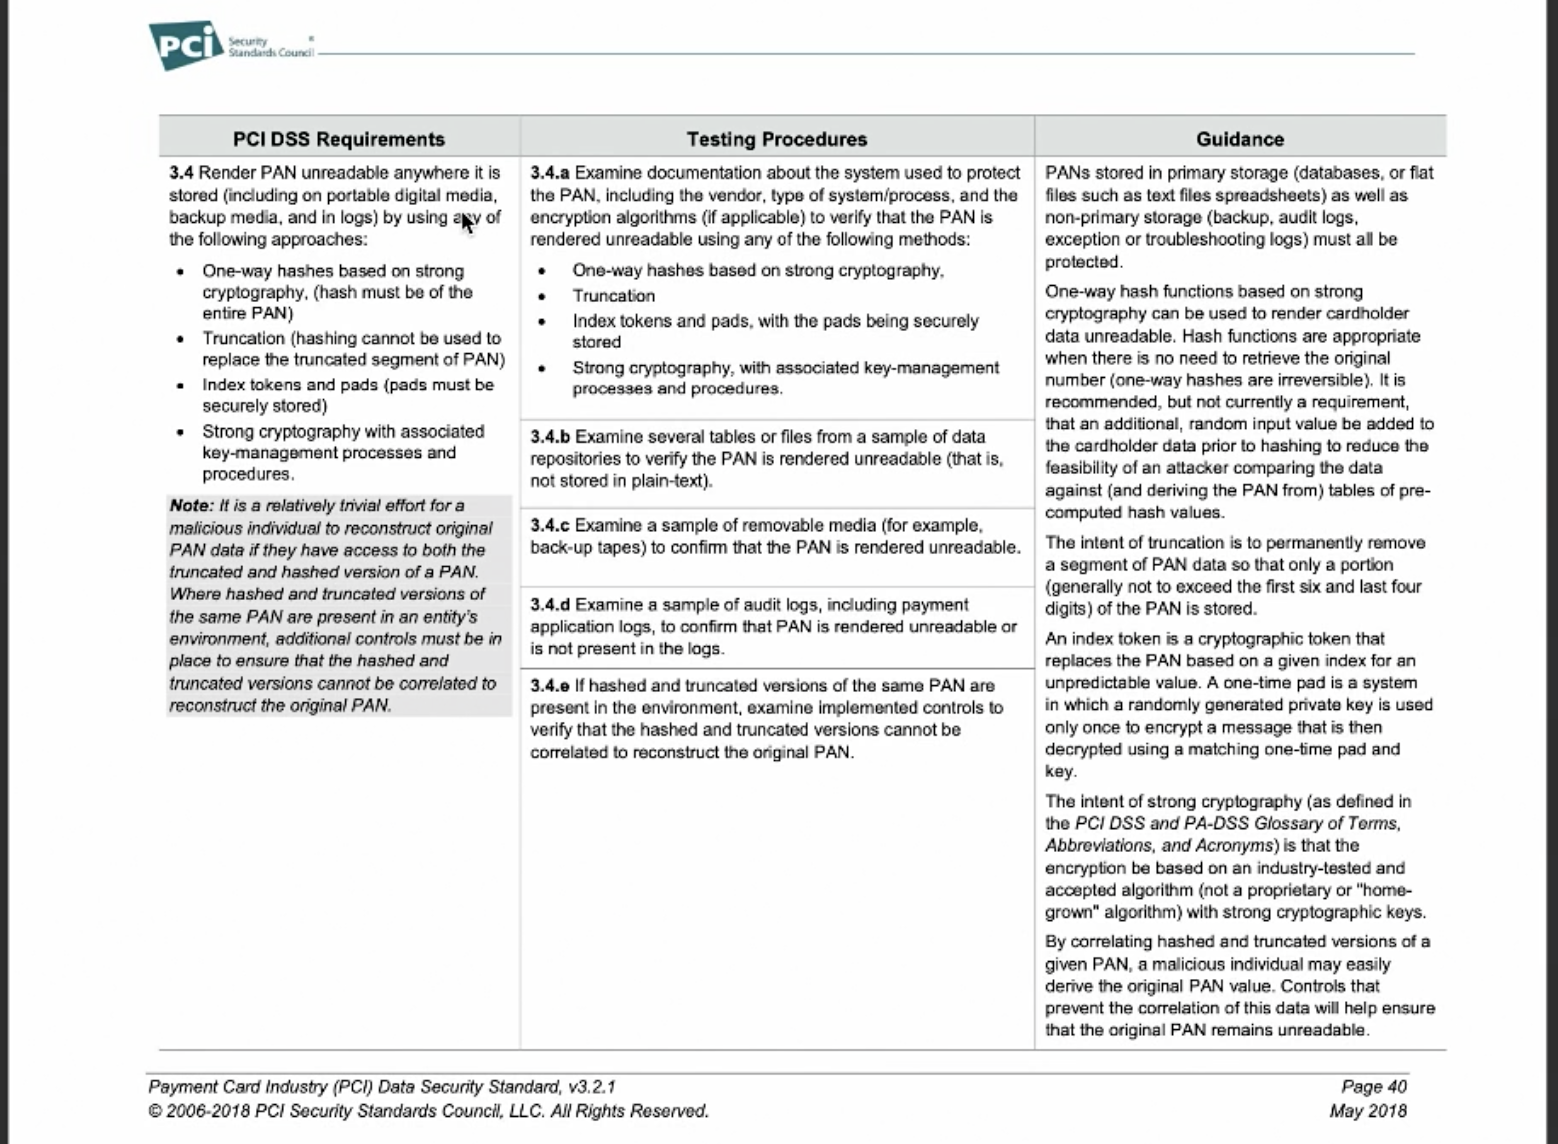 PCI Security
Standards Council
®
PCI DSS Requirements
Testing Procedures
Guidance
3.4 Render PAN unreadable anywhere it is
stored (including on portable digital media,
backup media, and in logs) by using any of
the following approaches:
• One-way hashes based on strong
cryptography, (hash must be of the
entire PAN)
• Truncation (hashing cannot be used to
replace the truncated segment of PAN)
• Index tokens and pads (pads must be
securely stored)
• Strong cryptography with associated
key-management processes and
procedures.
Note: It is a relatively trivial effort for a
malicious individual to reconstruct original
PAN data if they have access to both the
truncated and hashed version of a PAN.
Where hashed and truncated versions of
the same PAN are present in an entity's
environment, additional controls must be in
place to ensure that the hashed and
truncated versions cannot be correlated to
reconstruct the original PAN.
3.4.a Examine documentation about the system used to protect
the PAN, including the vendor, type of system/process, and the
encryption algorithms (if applicable) to verify that the PAN is
rendered unreadable using any of the following methods:
• One-way hashes based on strong cryptography,
• Truncation
• Index tokens and pads, with the pads being securely
stored
• Strong cryptography, with associated key-management
processes and procedures.
3.4.b Examine several tables or files from a sample of data
repositories to verify the PAN is rendered unreadable (that is,
not stored in plain-text).
3.4.c Examine a sample of removable media (for example,
back-up tapes) to confirm that the PAN is rendered unreadable.
3.4.d Examine a sample of audit logs, including payment
application logs, to confirm that PAN is rendered unreadable or
is not present in the logs.
3.4.e If hashed and truncated versions of the same PAN are
present in the environment, examine implemented controls to
verify that the hashed and truncated versions cannot be
correlated to reconstruct the original PAN.
PANs stored in primary storage (databases, or flat
files such as text files spreadsheets) as well as
non-primary storage (backup, audit logs,
exception or troubleshooting logs) must all be
protected.
One-way hash functions based on strong
cryptography can be used to render cardholder
data unreadable. Hash functions are appropriate
when there is no need to retrieve the original
number (one-way hashes are irreversible). It is
recommended, but not currently a requirement,
that an additional, random input value be added to
the cardholder data prior to hashing to reduce the
feasibility of an attacker comparing the data
against (and deriving the PAN from) tables of pre-
computed hash values.
The intent of truncation is to permanently remove
a segment of PAN data so that only a portion
(generally not to exceed the first six and last four
digits) of the PAN is stored.
An index token is a cryptographic token that
replaces the PAN based on a given index for an
unpredictable value. A one-time pad is a system
in which a randomly generated private key is used
only once to encrypt a message that is then
decrypted using a matching one-time pad and
key.
The intent of strong cryptography (as defined in
the PCI DSS and PA-DSS Glossary of Terms,
Abbreviations, and Acronyms) is that the
encryption be based on an industry-tested and
accepted algorithm (not a proprietary or "home-
grown" algorithm) with strong cryptographic keys.
By correlating hashed and truncated versions of a
given PAN, a malicious individual may easily
derive the original PAN value. Controls that
prevent the correlation of this data will help ensure
that the original PAN remains unreadable.
Payment Card Industry (PCI) Data Security Standard, v3.2.1
Page 40
© 2006-2018 PCI Security Standards Council, LLC. All Rights Reserved.
May 2018